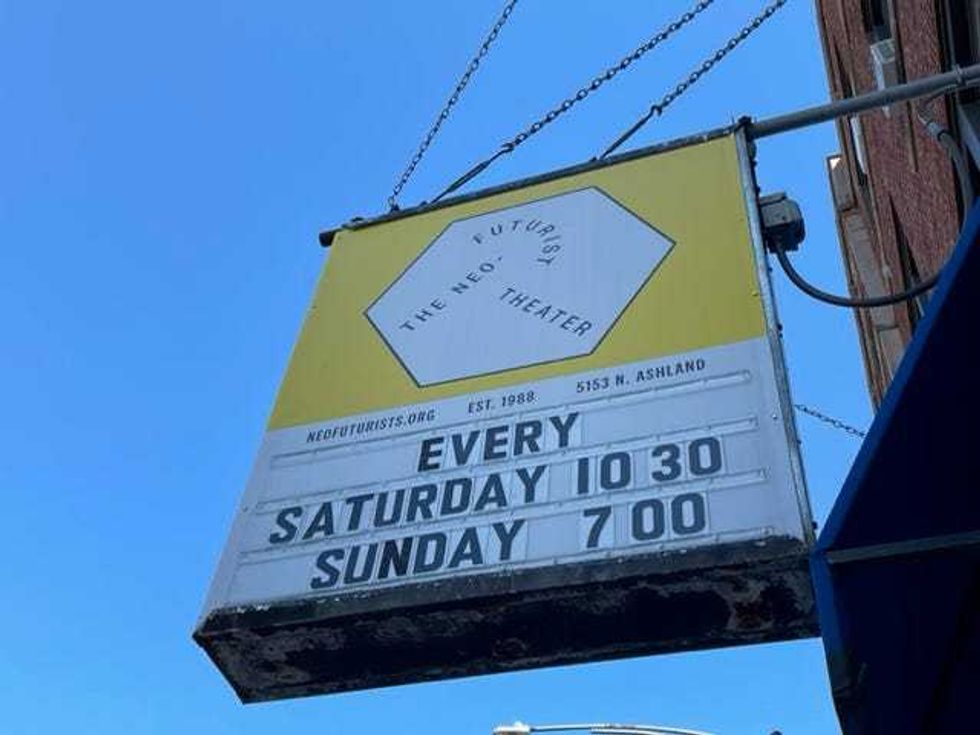 THE NEO-FUTURIST THEATER
NEOFUTURISTS.ORG EST. 1988 5153 N. ASHLAND
EVERY
SATURDAY 10 30
SUNDAY 7 00